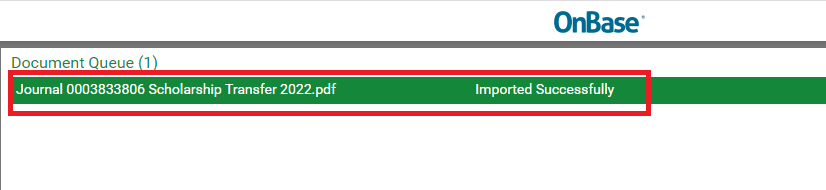 OnBase®
Document Queue (1)
Journal 0003833806 Scholarship Transfer 2022.pdf Imported Successfully